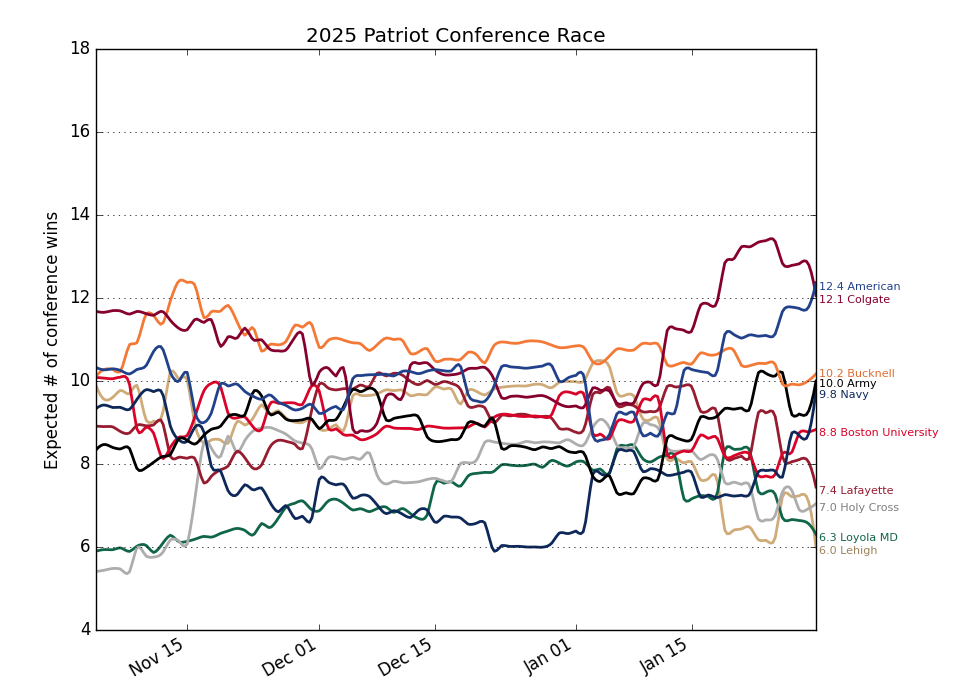 2025 Patriot Conference Race
Expected # of conference wins
18
16
14
12
10
8
6
4
12.4 American
12.1 Colgate
10.2 Bucknell
10.0 Army
9.8 Navy
8.8 Boston University
7.4 Lafayette
7.0 Holy Cross
6.3 Loyola MD
6.0 Lehigh
Nov 15
Dec 01
Dec 15
Jan 01
Jan 15